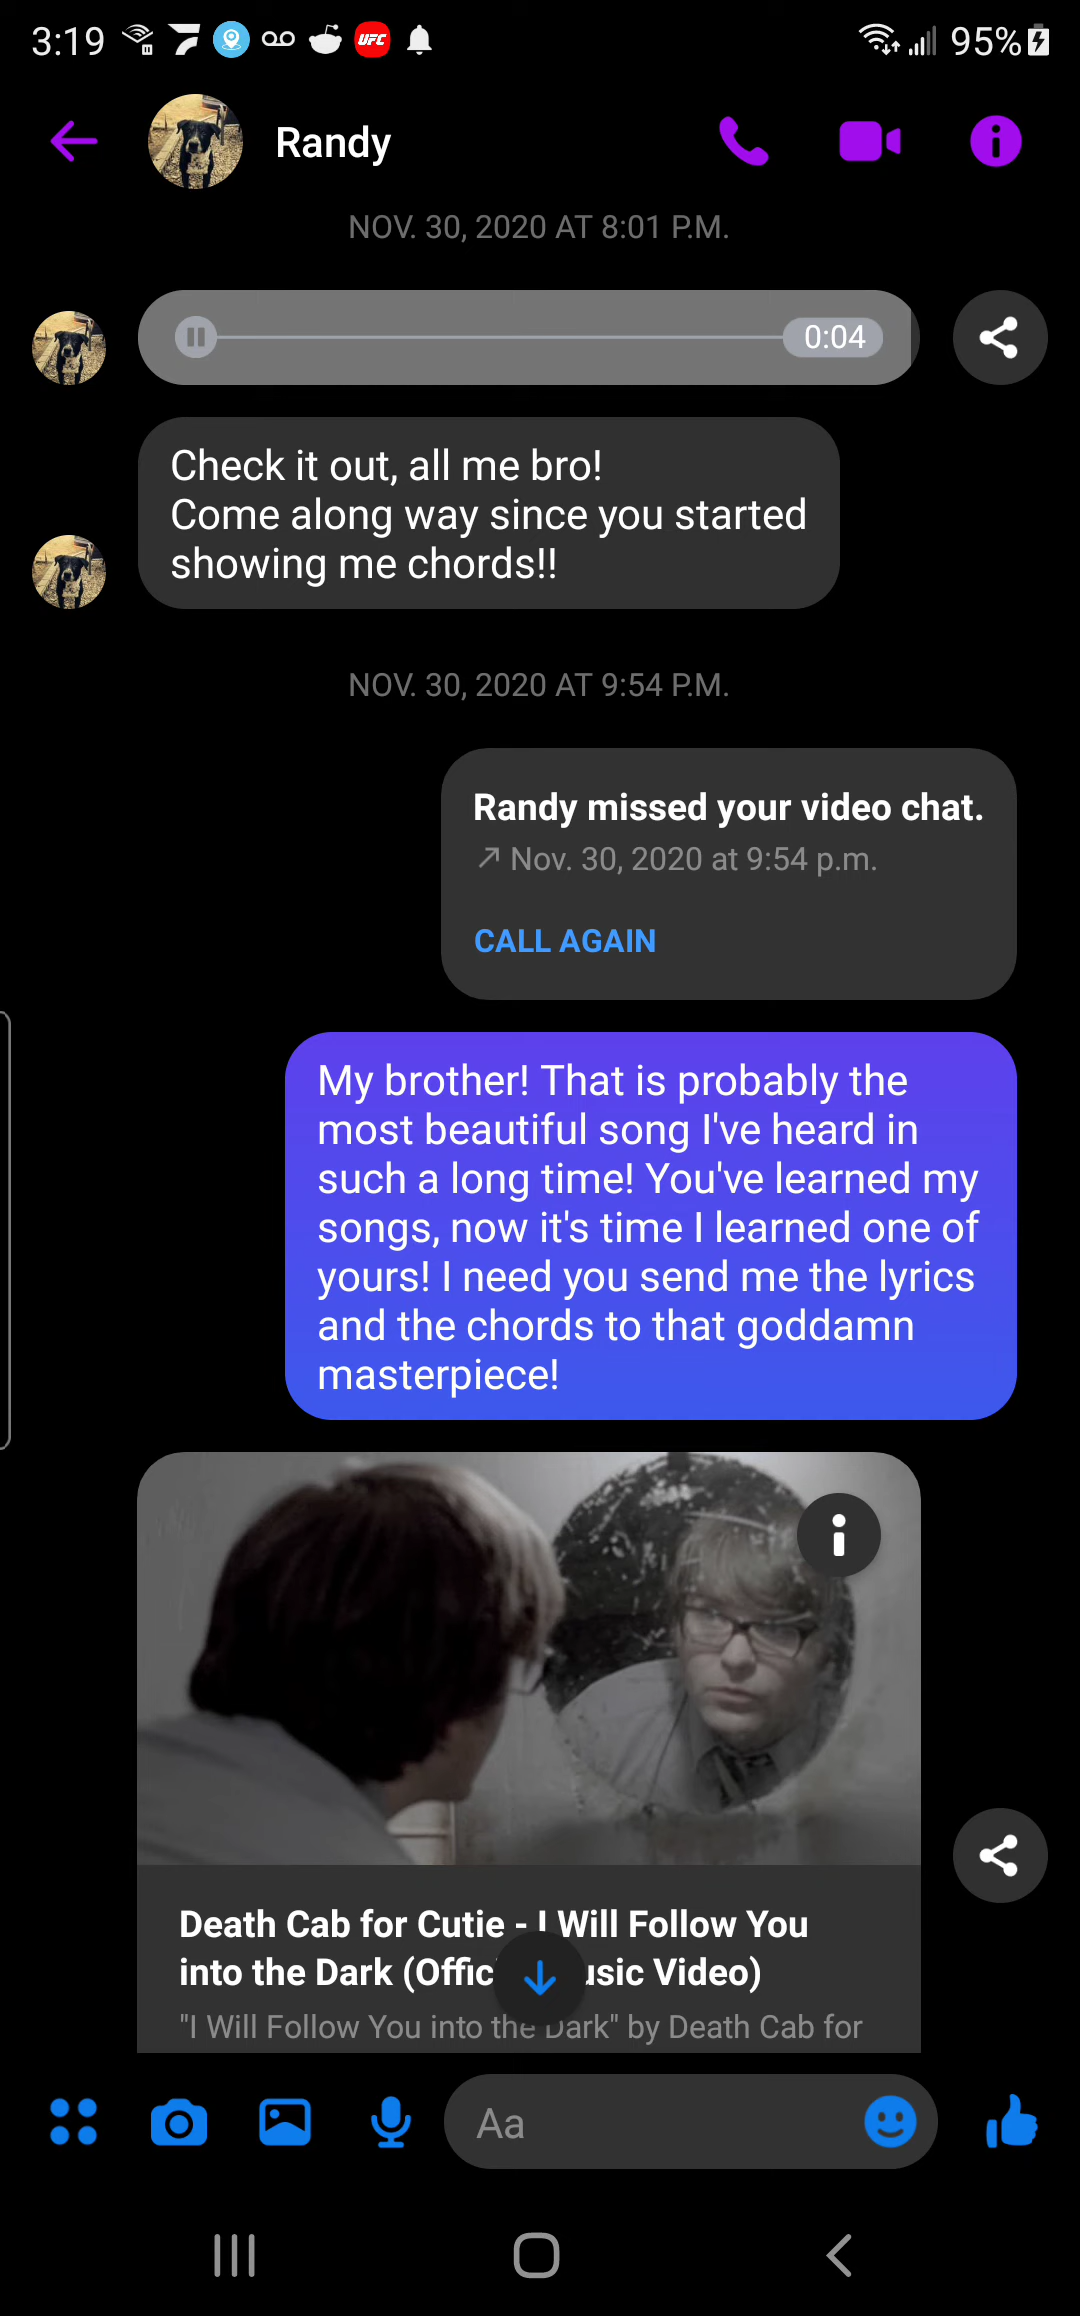 3:19
UFC
95%
Randy
NOV. 30, 2020 AT 8:01 P.M.
0:04
Check it out, all me bro!
Come along way since you started
showing me chords!!
NOV. 30, 2020 AT 9:54 P.M.
Randy missed your video chat.
Nov. 30, 2020 at 9:54 p.m.
CALL AGAIN
My brother! That is probably the
most beautiful song I've heard in
such a long time! You've learned my
songs, now it's time I learned one of
yours! I need you send me the lyrics
and the chords to that goddamn
masterpiece!
Death Cab for Cutie - I Will Follow You
into the Dark (Offic usic Video)
"I Will Follow You into the Dark" by Death Cab for
Aa